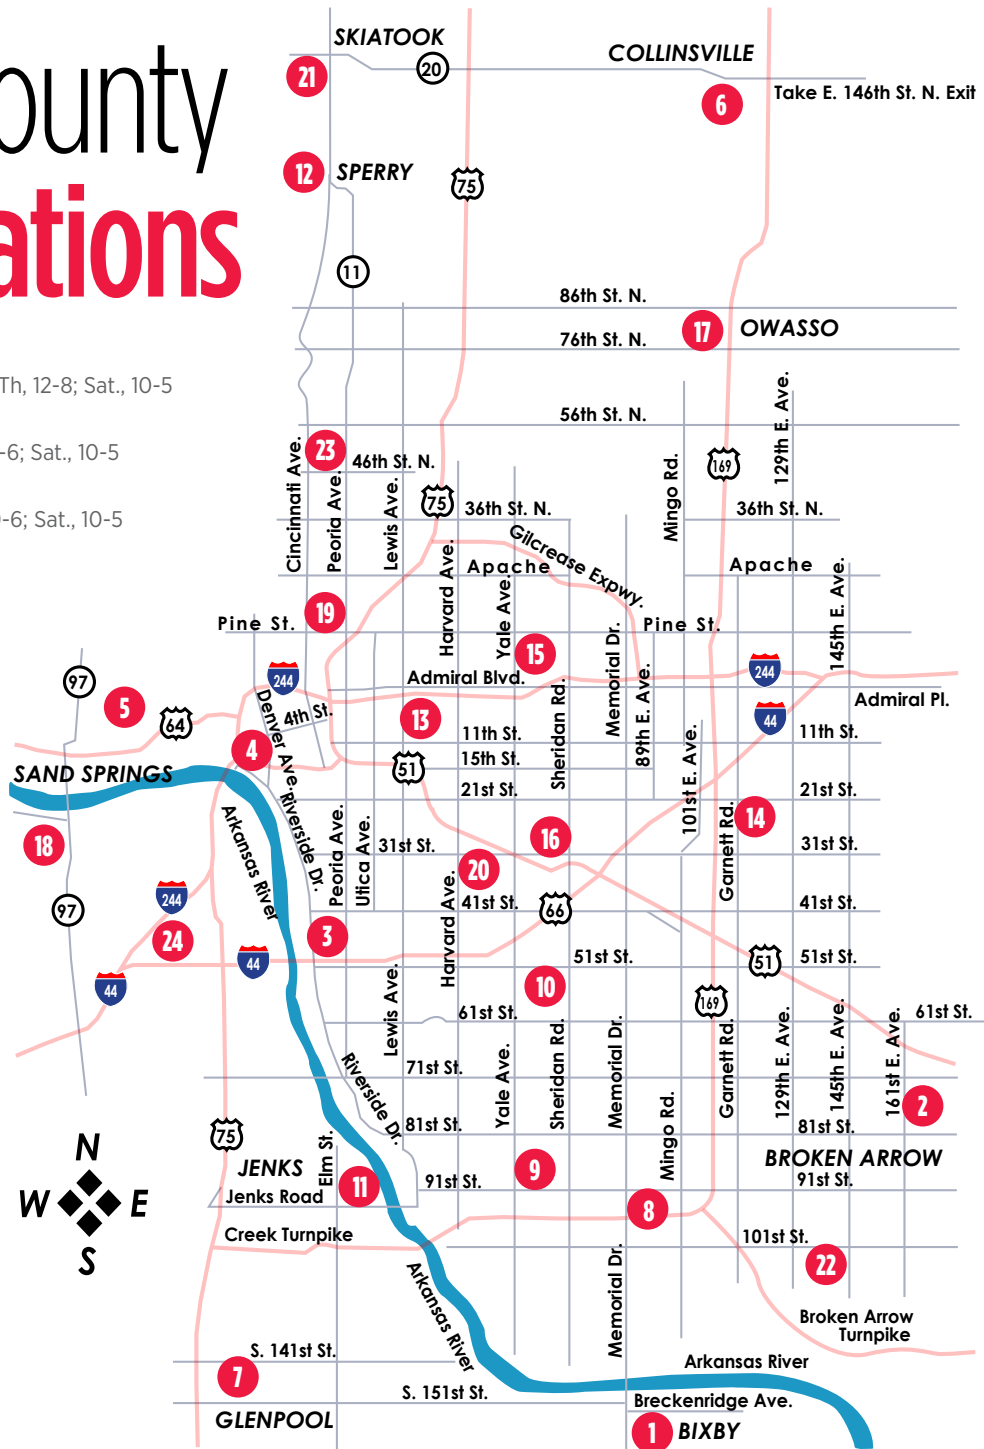 ounty
ations
Th, 12-8; Sat., 10-5
-6; Sat., 10-5
-6; Sat., 10-5
SKIATOOK
COLLINSVILLE
21
20
6
Take E. 146th St. N. Exit
12
SPERRY
75
11
86th St. N.
17
OWASSO
76th St. N.
129th E. Ave.
56th St. N.
Cincinnati Ave.
23
46th St. N.
Peoria Ave.
Lewis Ave.
75
Mingo Rd.
169
36th St. N.
36th St. N.
Gilcrease Expwy.
Harvard Ave.
Apache
Apache
Yale Ave.
145th E. Ave.
19
Pine St.
Pine St.
Memorial Dr.
15
89th E. Ave.
97
244
244
Admiral Blvd.
Sheridan Rd.
Admiral Pl.
5
64
Denver Ave.
4th St.
13
44
11th St.
11th St.
4
15th St.
51
101st E. Ave.
SAND SPRINGS
21st St.
21st St.
Arkansas River
Riverside Dr.
Peoria Ave.
Utica Ave.
16
14
Garnett Rd.
18
31st St.
31st St.
20
Harvard Ave.
244
97
41st St.
66
41st St.
24
3
44
51st St.
51
51st St.
44
Lewis Ave.
10
169
61st St.
61st St.
Riverside Dr.
Yale Ave.
Sheridan Rd.
Memorial Dr.
Garnett Rd.
129th E. Ave.
145th E. Ave.
161st E. Ave.
71st St.
Mingo Rd.
2
75
81st St.
81st St.
N
W E
S
JENKS
Elm St.
9
BROKEN ARROW
Jenks Road
11
91st St.
91st St.
8
Creek Turnpike
101st St.
22
Arkansas River
Memorial Dr.
Broken Arrow
Turnpike
S. 141st St.
7
Arkansas River
S. 151st St.
Breckenridge Ave.
GLENPOOL
1
BIXBY